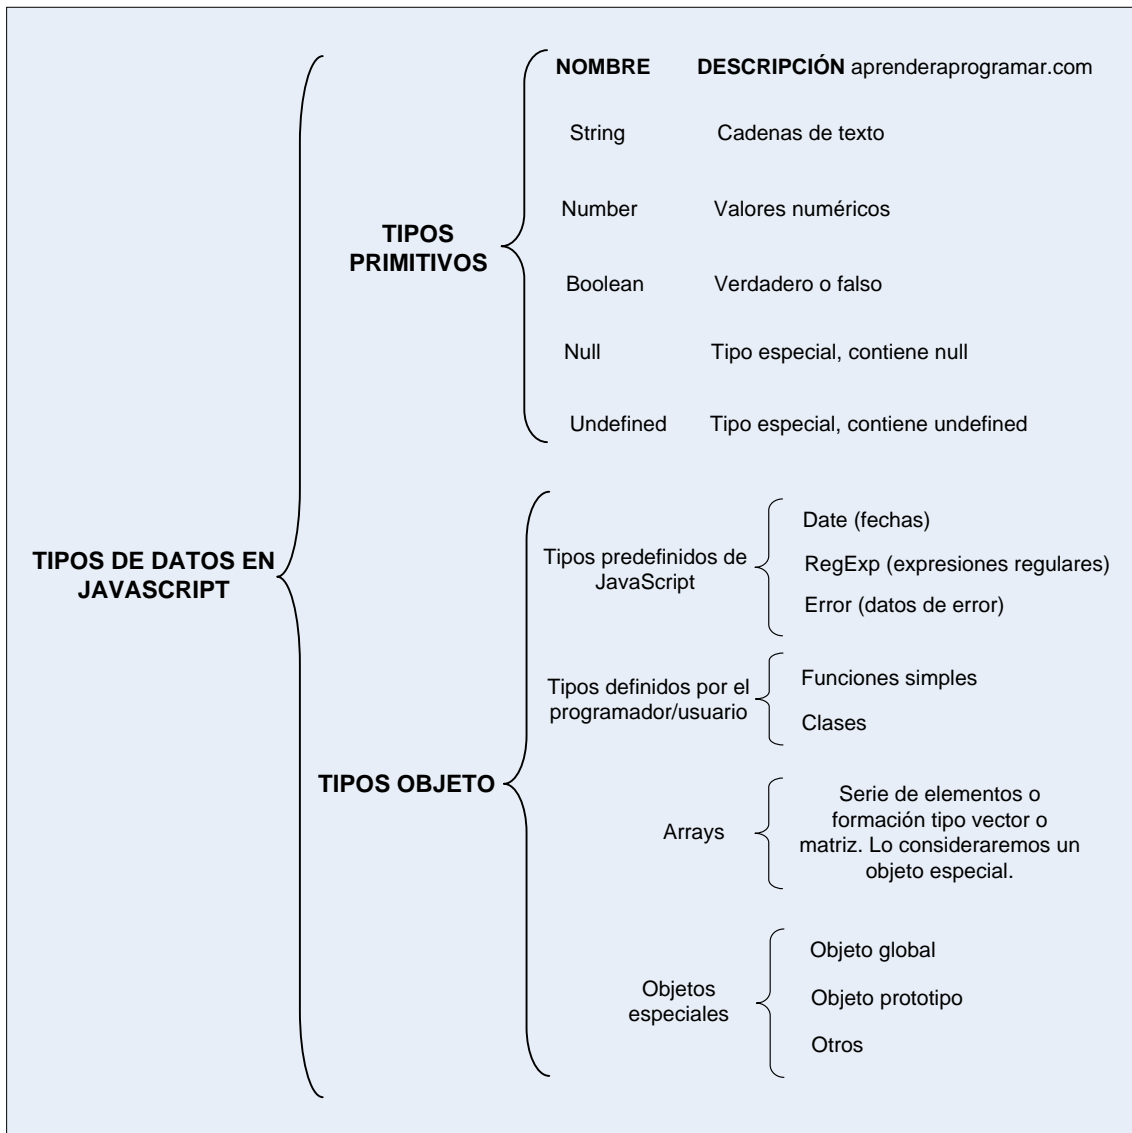 NOMBRE DESCRIPCIÓN aprenderaprogramar.com
String Cadenas de texto
Number Valores numéricos
TIPOS
PRIMITIVOS
Boolean Verdadero o falso
Null Tipo especial, contiene null
Undefined Tipo especial, contiene undefined
TIPOS DE DATOS EN
JAVASCRIPT
TIPOS OBJETO
Tipos predefinidos de
JavaScript
Date (fechas)
RegExp (expresiones regulares)
Error (datos de error)
Tipos definidos por el
programador/usuario
Funciones simples
Clases
Arrays
Serie de elementos o
formación tipo vector o
matriz. Lo consideraremos un
objeto especial.
Objetos
especiales
Objeto global
Objeto prototipo
Otros